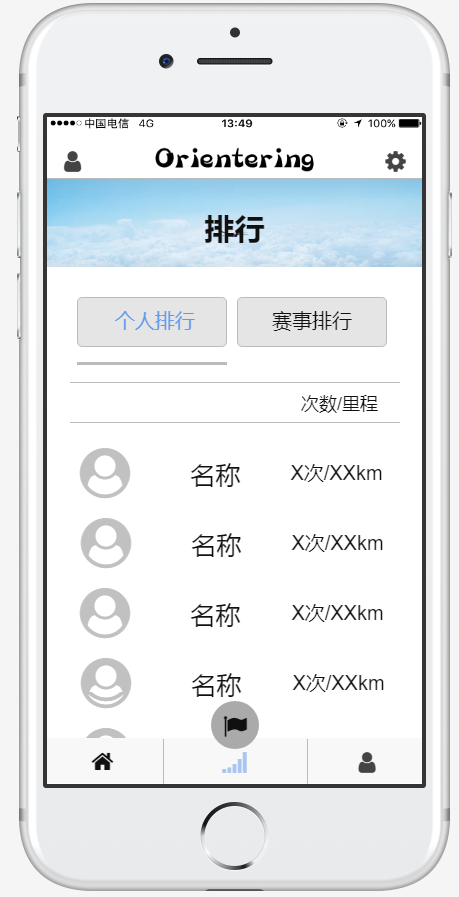 中国电信 4G 13:49 100%
Orientering
排行
个人排行 赛事排行
次数/里程
名称 X次/XXkm
名称 X次/XXkm
名称 X次/XXkm
名称 X次/XXkm